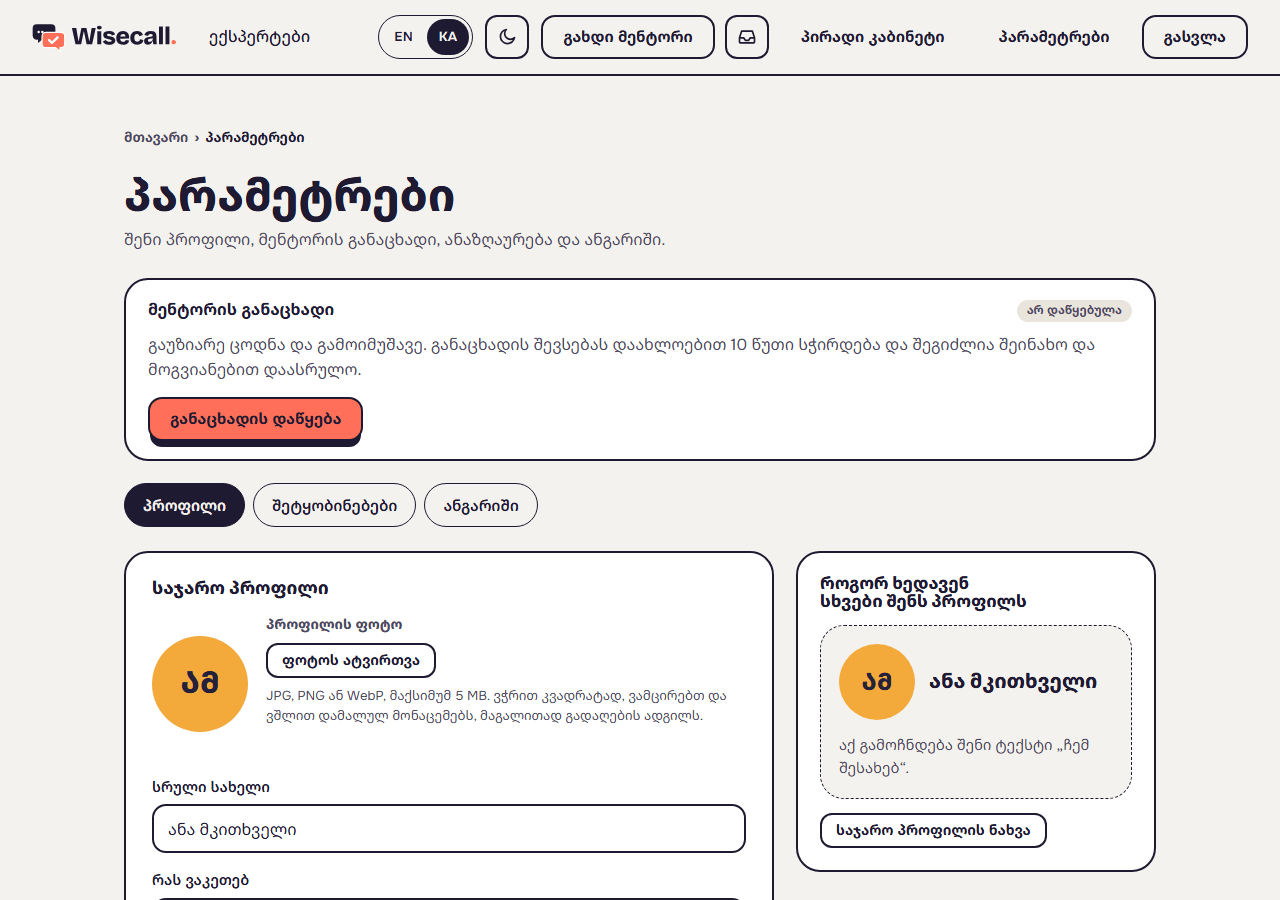 Wisecall.
ექსპერტები
EN
KA
გახდი მენტორი
პირადი კაბინეტი
პარამეტრები
გასვლა
მთავარი › პარამეტრები
პარამეტრები
შენი პროფილი, მენტორის განაცხადი, ანაზღაურება და ანგარიში.
მენტორის განაცხადი
არ დაწყებულა
გაუზიარე ცოდნა და გამოიმუშავე. განაცხადის შევსებას დაახლოებით 10 წუთი სჭირდება და შეგიძლია შეინახო და
მოგვიანებით დაასრულო.
განაცხადის დაწყება
პროფილი
შეტყობინებები
ანგარიში
საჯარო პროფილი
პროფილის ფოტო
ამ
ფოტოს ატვირთვა
JPG, PNG ან WebP, მაქსიმუმ 5 MB. ვჭრით კვადრატად, ვამცირებთ და
ვშლით დამალულ მონაცემებს, მაგალითად გადაღების ადგილს.
სრული სახელი
ანა მკითხველი
რას ვაკეთებ
როგორ ხედავენ
სხვები შენს პროფილს
ამ
ანა მკითხველი
აქ გამოჩნდება შენი ტექსტი „ჩემ
შესახებ“.
საჯარო პროფილის ნახვა